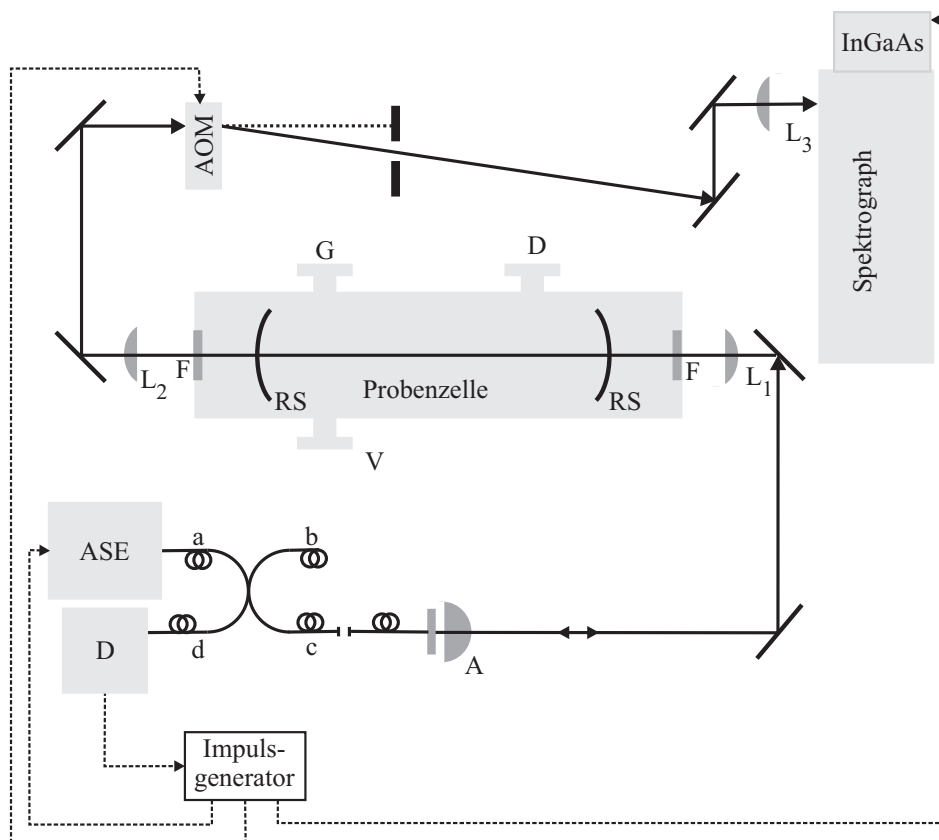 InGaAs
AOM
L3
Spektrograph
G
D
L2
F
RS
Probenzelle
RS
F
L1
V
ASE
a
b
D
d
c
A
Impuls-
generator